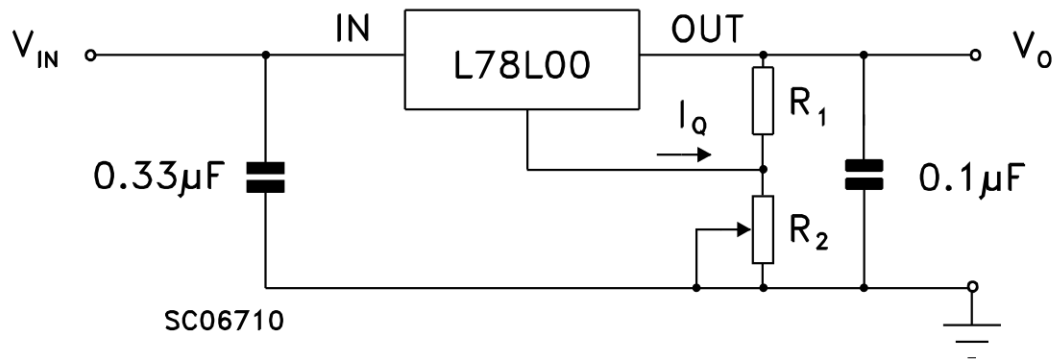 IN
OUT
V_IN
V_O
L78L00
R_1
I_Q
0.33µF
0.1µF
R_2
SC06710